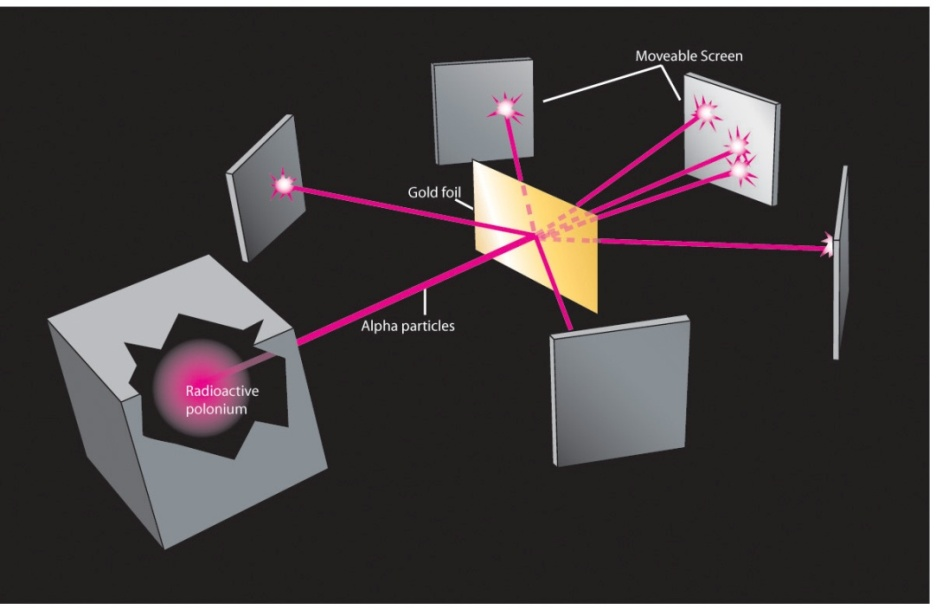 Moveable Screen
Gold foil
Alpha particles
Radioactive
polonium